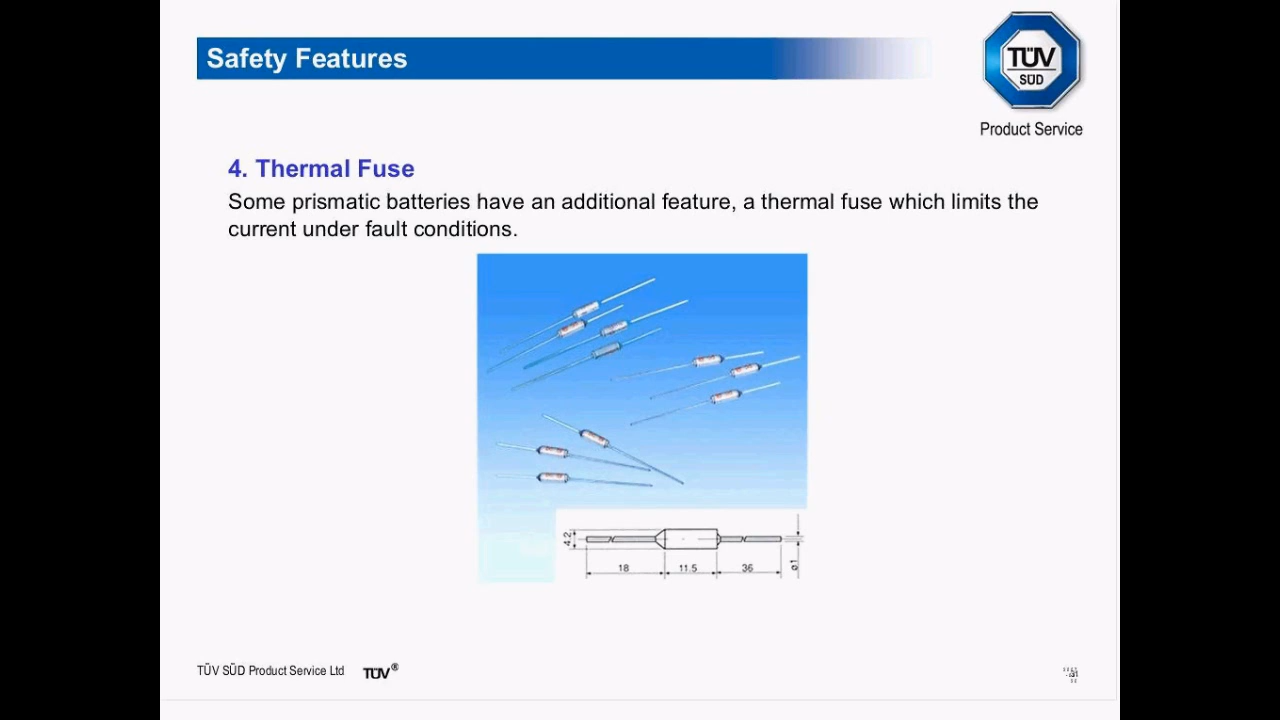 Safety Features
TÜV
SÜD
Product Service
4. Thermal Fuse
Some prismatic batteries have an additional feature, a thermal fuse which limits the
current under fault conditions.
4.2
18
11.5
36
ø1
TÜV SÜD Product Service Ltd
TÜV®